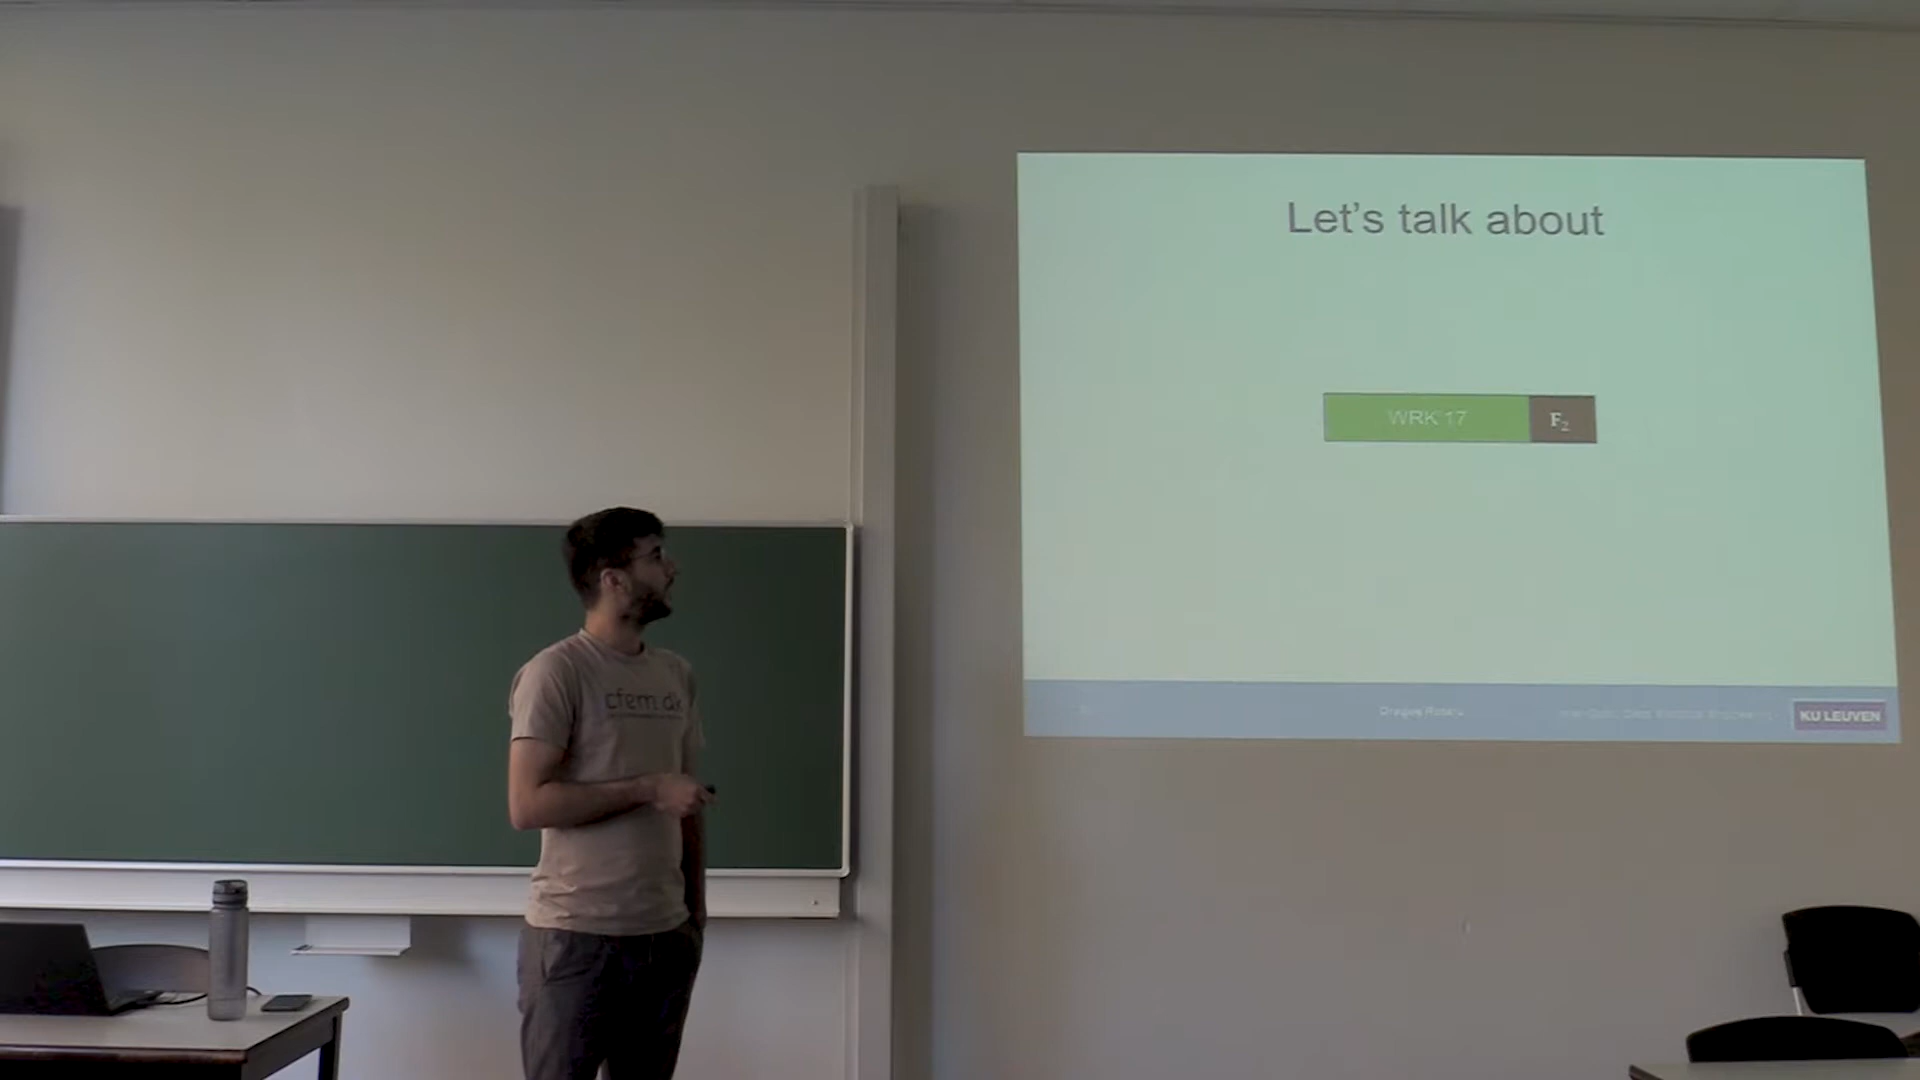 Let's talk about
WRK 17
F₂
cfem.dk
KU LEUVEN